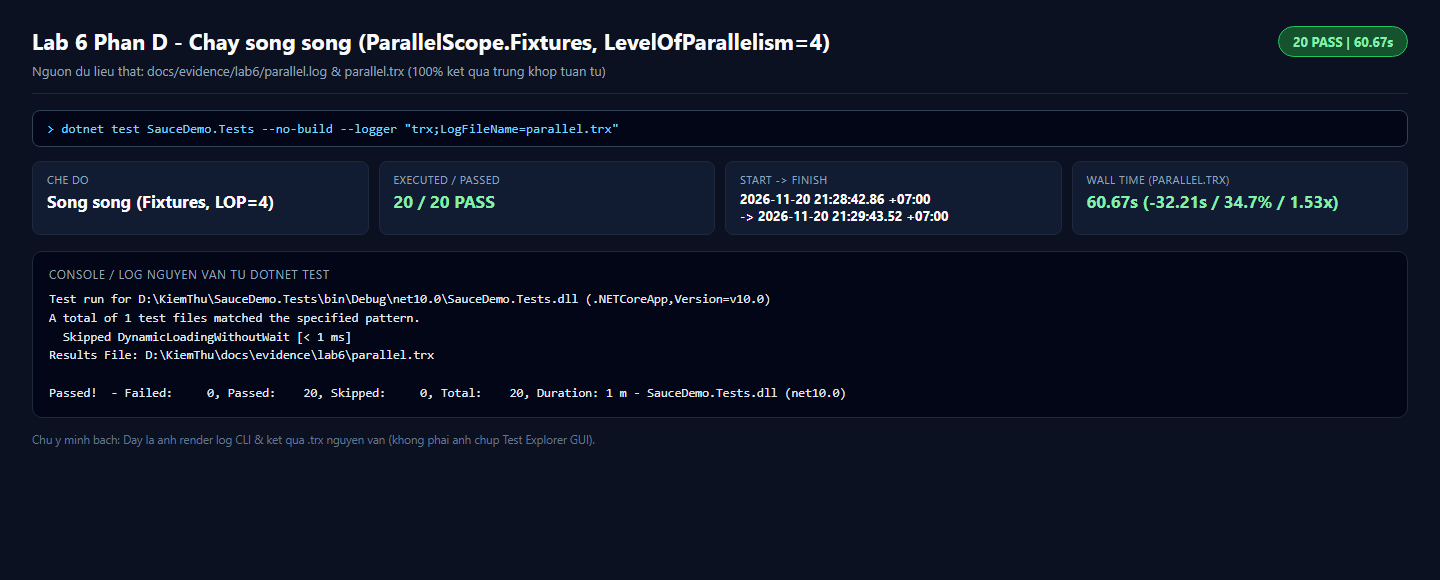 Lab 6 Phan D - Chay song song (ParallelScope.Fixtures, LevelOfParallelism=4)
20 PASS | 60.67s
Nguon du lieu that: docs/evidence/lab6/parallel.log & parallel.trx (100% ket qua trung khop tuan tu)
> dotnet test SauceDemo.Tests --no-build --logger "trx;LogFileName=parallel.trx"
CHE DO
Song song (Fixtures, LOP=4)
EXECUTED / PASSED
20 / 20 PASS
START -> FINISH
2026-11-20 21:28:42.86 +07:00
-> 2026-11-20 21:29:43.52 +07:00
WALL TIME (PARALLEL.TRX)
60.67s (-32.21s / 34.7% / 1.53x)
CONSOLE / LOG NGUYEN VAN TU DOTNET TEST
Test run for D:\KiemThu\SauceDemo.Tests\bin\Debug\net10.0\SauceDemo.Tests.dll (.NETCoreApp,Version=v10.0)
A total of 1 test files matched the specified pattern.
Skipped DynamicLoadingWithoutWait [< 1 ms]
Results File: D:\KiemThu\docs\evidence\lab6\parallel.trx
Passed!  - Failed:     0, Passed:    20, Skipped:     0, Total:    20, Duration: 1 m - SauceDemo.Tests.dll (net10.0)
Chu y minh bach: Day la anh render log CLI & ket qua .trx nguyen van (khong phai anh chup Test Explorer GUI).